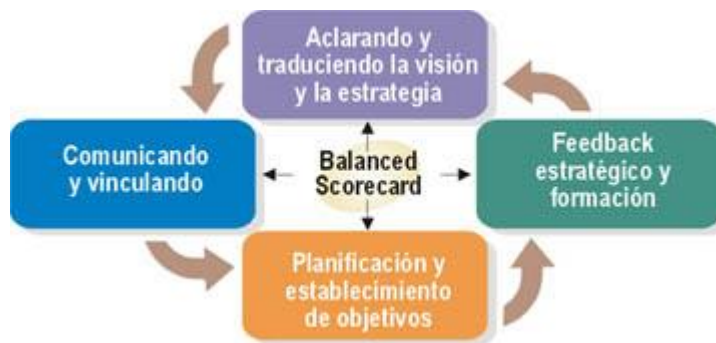 Aclarando y
traduciendo la visión
y la estrategia
Comunicando
y vinculando
Balanced
Scorecard
Feedback
estratégico y
formación
Planificación y
establecimiento
de objetivos